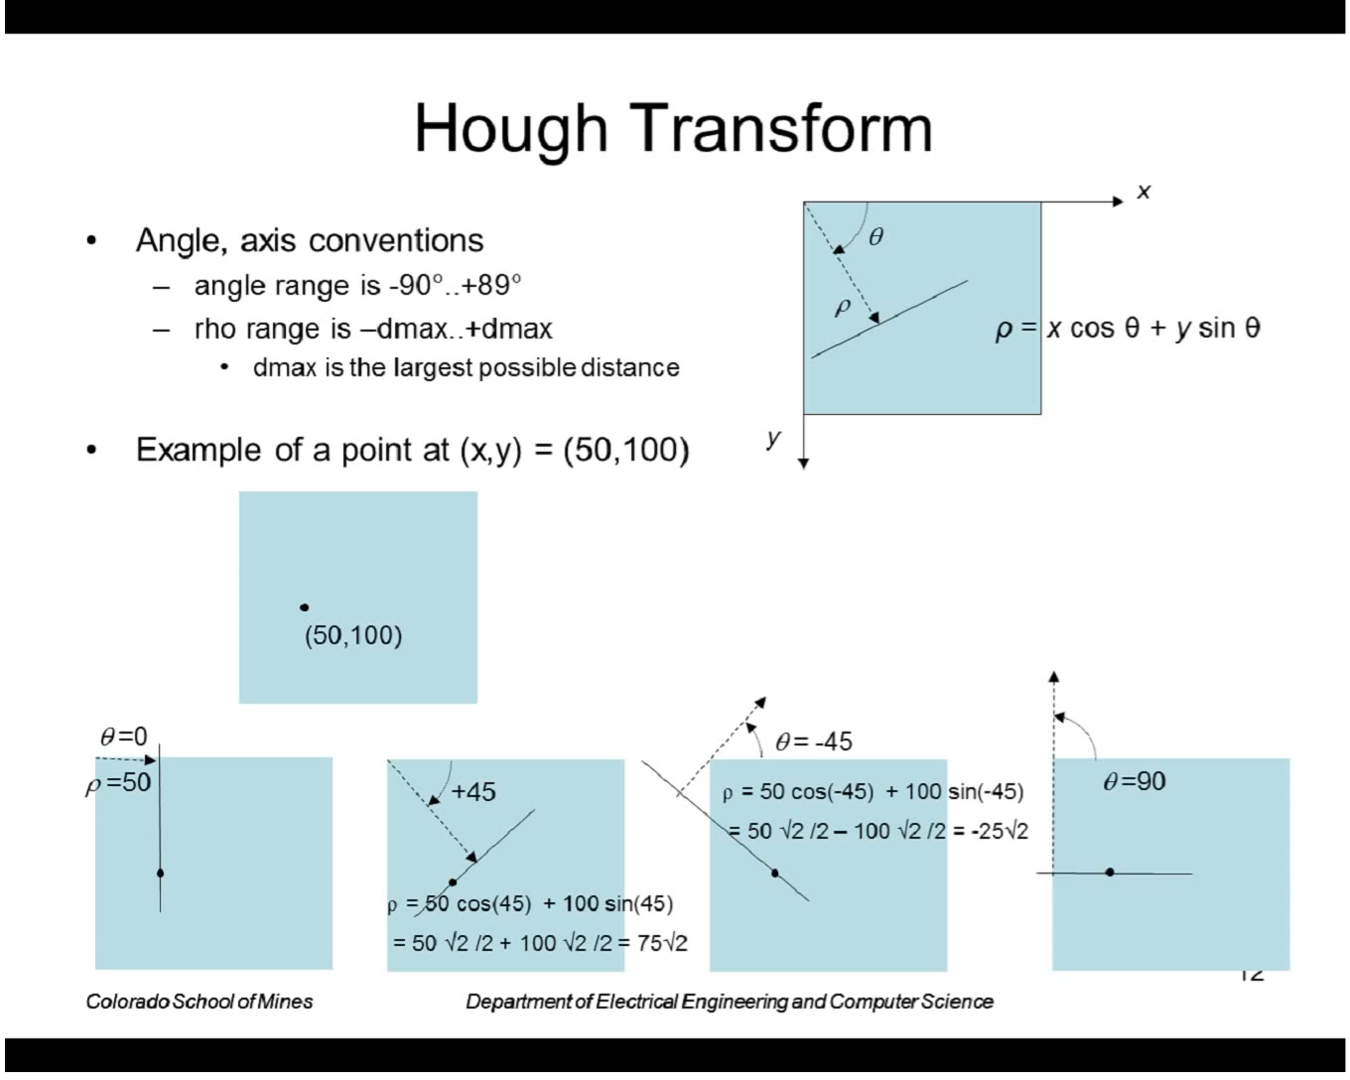 Hough Transform
• Angle, axis conventions
– angle range is -90°..+89°
– rho range is –dmax..+dmax
• dmax is the largest possible distance
x
θ
ρ
ρ = x cos θ + y sin θ
y
• Example of a point at (x,y) = (50,100)
(50,100)
θ=0
ρ=50
+45
ρ = 50 cos(45) + 100 sin(45)
= 50 √2 /2 + 100 √2 /2 = 75√2
θ= -45
ρ = 50 cos(-45) + 100 sin(-45)
= 50 √2 /2 – 100 √2 /2 = -25√2
θ=90
12
Colorado School of Mines
Department of Electrical Engineering and Computer Science